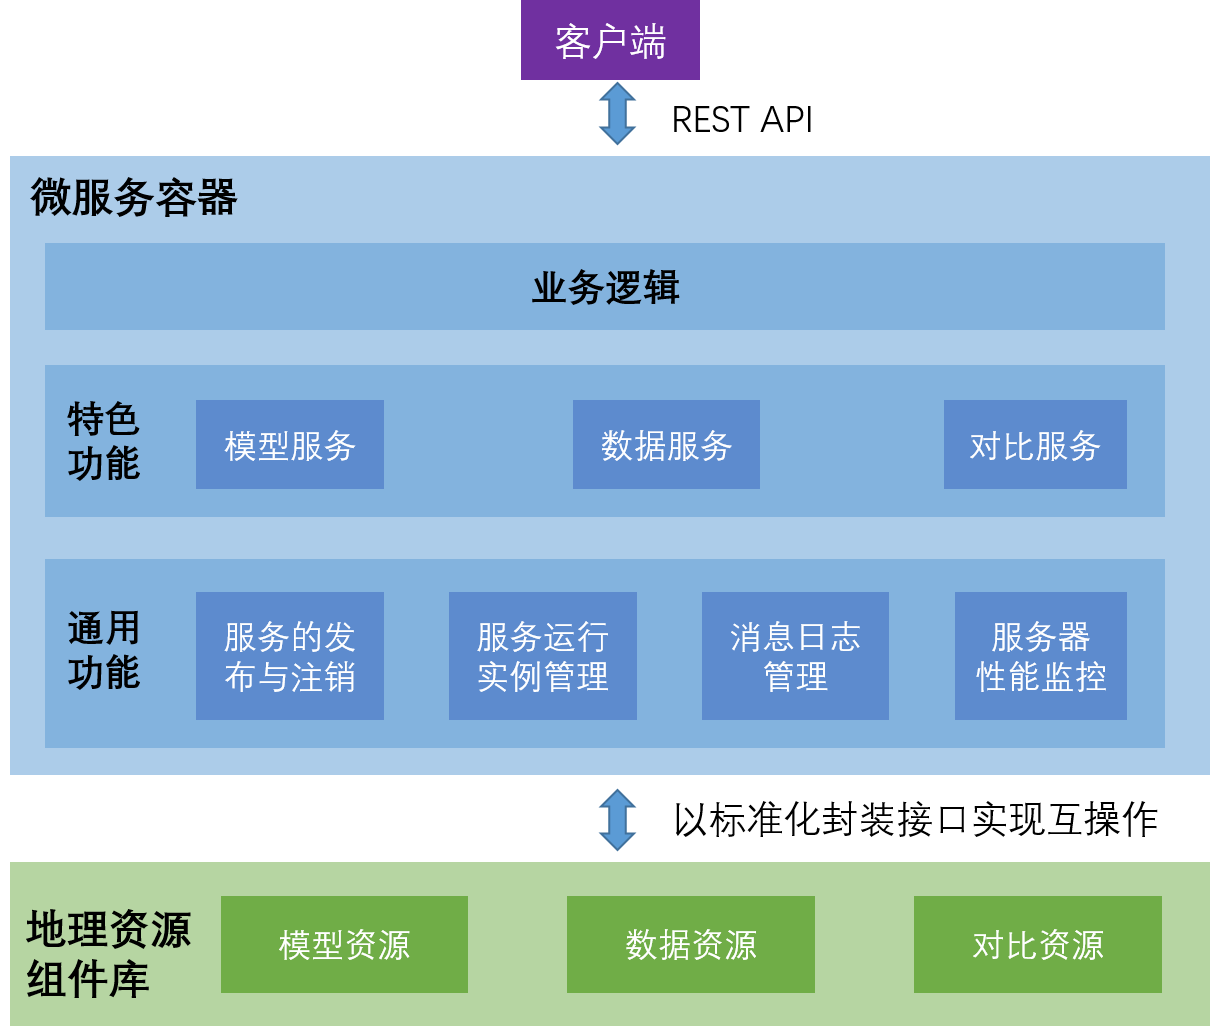 客户端
REST API
微服务容器
业务逻辑
特色
功能
模型服务
数据服务
对比服务
通用
功能
服务的发
布与注销
服务运行
实例管理
消息日志
管理
服务器
性能监控
以标准化封装接口实现互操作
地理资源
组件库
模型资源
数据资源
对比资源